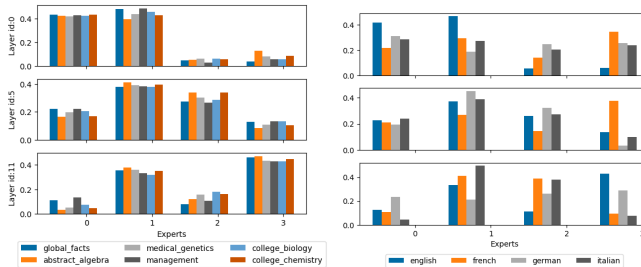 Layer id:0
0.4
0.2
0.0
Layer id:5
0.4
0.2
0.0
Layer id:11
0.4
0.2
0.0
0 1 2 3
Experts
global_facts medical_genetics college_biology
abstract_algebra management college_chemistry
0.4
0.2
0.0
0.4
0.2
0.0
0.4
0.2
0.0
0 1 2
Experts
english french german italian